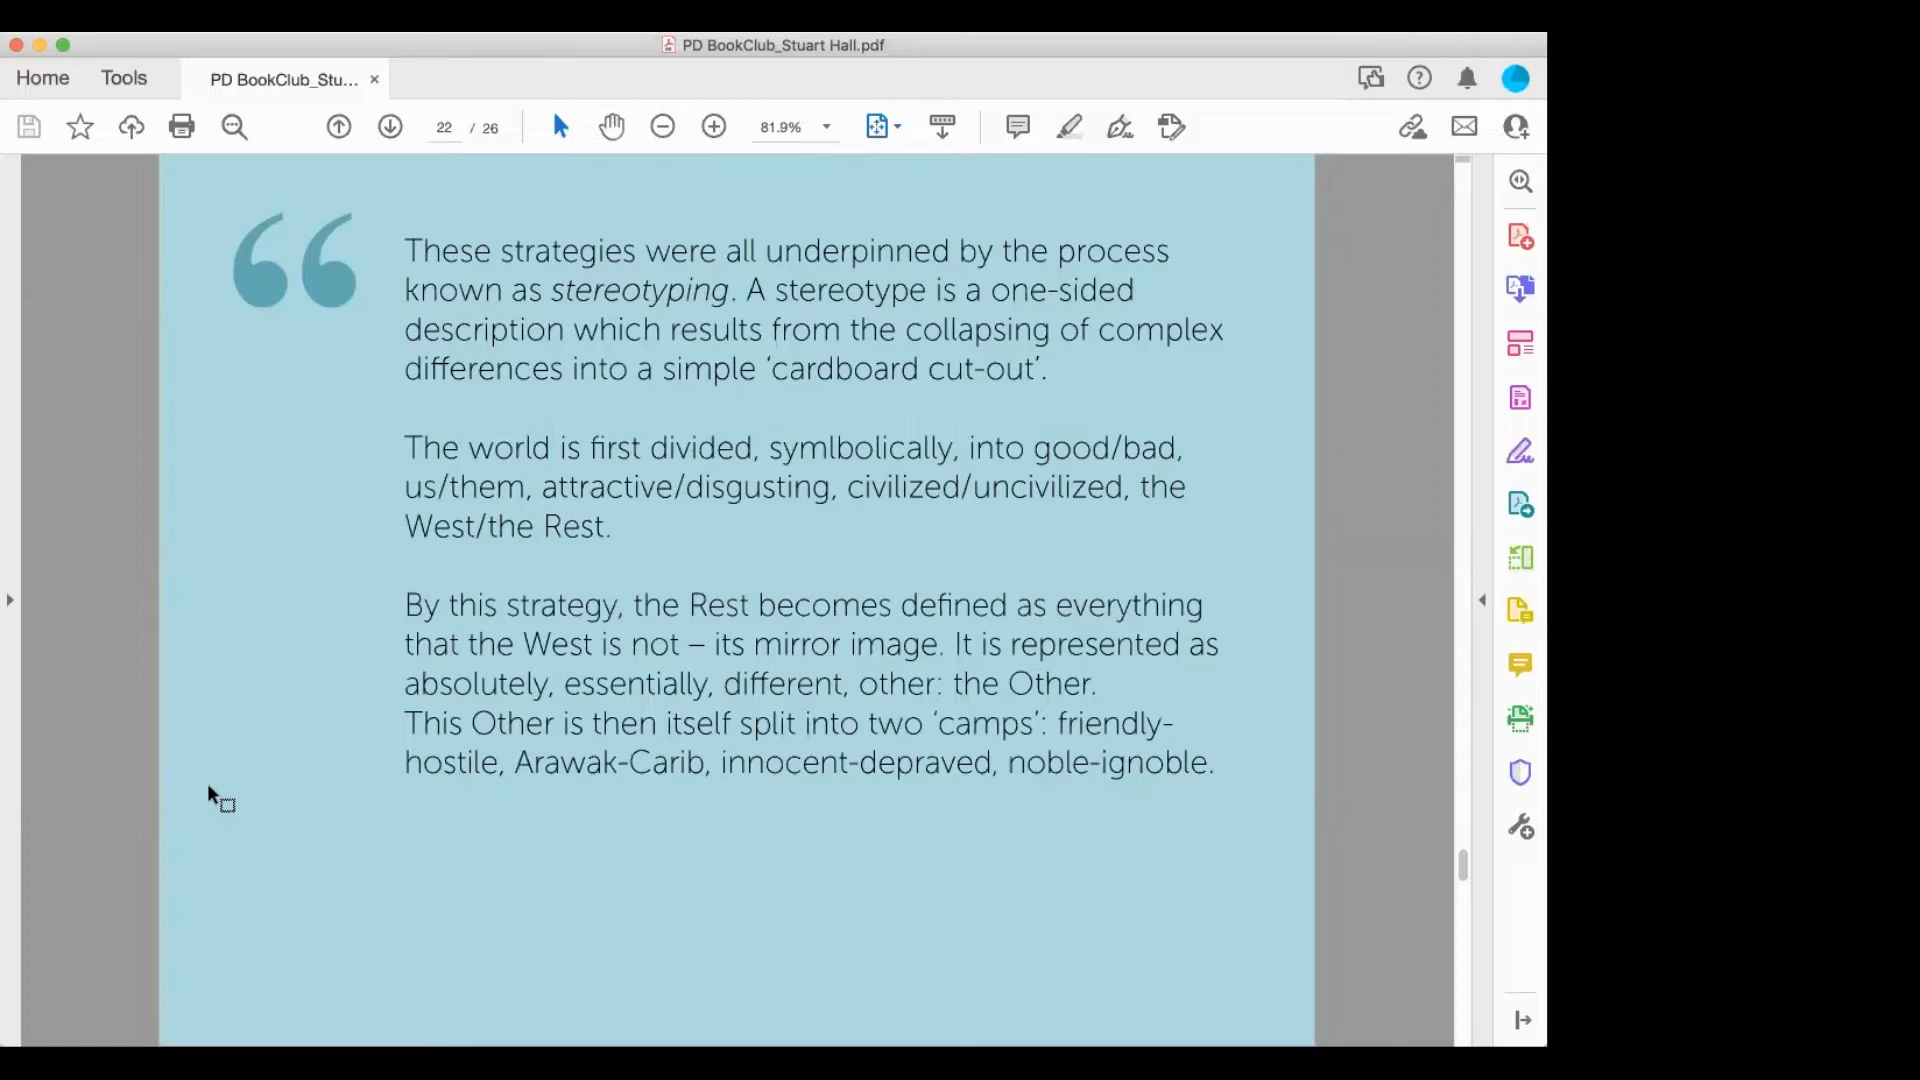 PD BookClub_Stuart Hall.pdf
Home Tools PD BookClub_Stu... ×
22 / 26 81.9%
“
These strategies were all underpinned by the process
known as stereotyping. A stereotype is a one-sided
description which results from the collapsing of complex
differences into a simple ‘cardboard cut-out’.
The world is first divided, symlbolically, into good/bad,
us/them, attractive/disgusting, civilized/uncivilized, the
West/the Rest.
By this strategy, the Rest becomes defined as everything
that the West is not – its mirror image. It is represented as
absolutely, essentially, different, other: the Other.
This Other is then itself split into two ‘camps’: friendly-
hostile, Arawak-Carib, innocent-depraved, noble-ignoble.